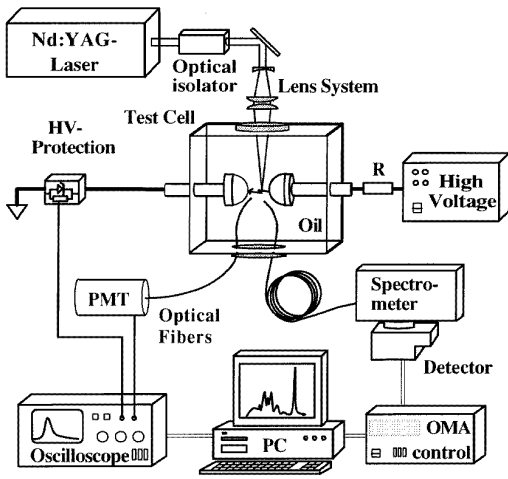 Nd:YAG-
Laser
Optical
isolator
Lens System
Test Cell
HV-
Protection
R
High
Voltage
Oil
PMT
Optical
Fibers
Spectro-
meter
Detector
Oscilloscope
PC
OMA
control